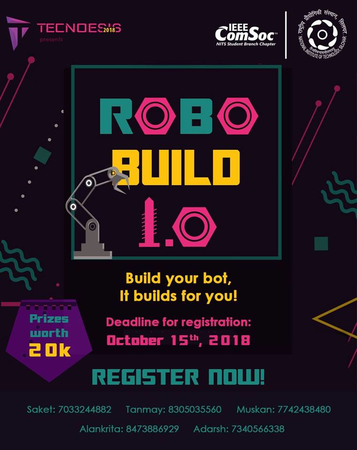 TECNOESIS
2018
presents
IEEE
ComSoc™
NITS Student Branch Chapter
ROBO
BUILD
1.0
Build your bot,
It builds for you!
Deadline for registration:
October 15th, 2018
Prizes
worth
20k
REGISTER NOW!
Saket: 7033244882 Tanmay: 8305035560 Muskan: 7742438480
Alankrita: 8473886929 Adarsh: 7340566338